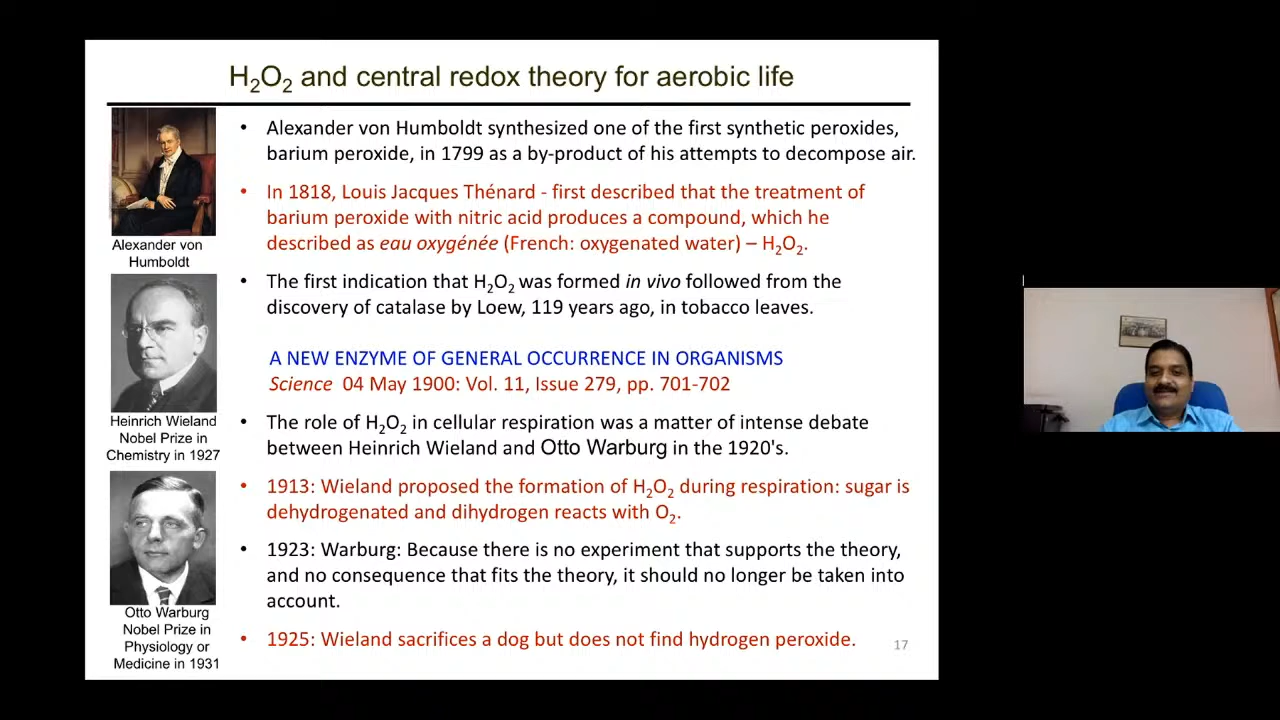 H₂O₂ and central redox theory for aerobic life
• Alexander von Humboldt synthesized one of the first synthetic peroxides,
barium peroxide, in 1799 as a by-product of his attempts to decompose air.
• In 1818, Louis Jacques Thénard - first described that the treatment of
barium peroxide with nitric acid produces a compound, which he
described as eau oxygénée (French: oxygenated water) – H₂O₂.
Alexander von
Humboldt
• The first indication that H₂O₂ was formed in vivo followed from the
discovery of catalase by Loew, 119 years ago, in tobacco leaves.
A NEW ENZYME OF GENERAL OCCURRENCE IN ORGANISMS
Science 04 May 1900: Vol. 11, Issue 279, pp. 701-702
Heinrich Wieland
Nobel Prize in
Chemistry in 1927
• The role of H₂O₂ in cellular respiration was a matter of intense debate
between Heinrich Wieland and Otto Warburg in the 1920's.
• 1913: Wieland proposed the formation of H₂O₂ during respiration: sugar is
dehydrogenated and dihydrogen reacts with O₂.
• 1923: Warburg: Because there is no experiment that supports the theory,
and no consequence that fits the theory, it should no longer be taken into
account.
Otto Warburg
Nobel Prize in
Physiology or
Medicine in 1931
• 1925: Wieland sacrifices a dog but does not find hydrogen peroxide.
17